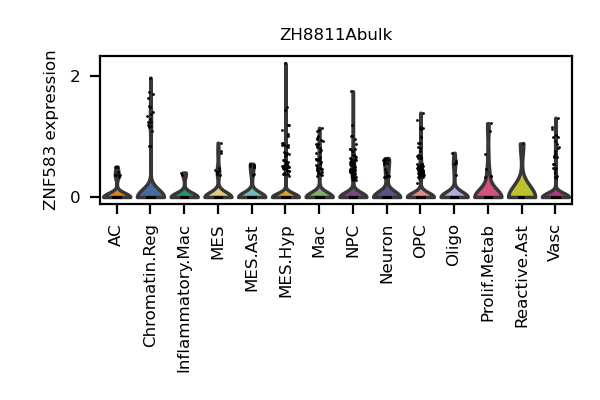 ZH8811Abulk
ZNF583 expression
2
0
AC
Chromatin.Reg
Inflammatory.Mac
MES
MES.Ast
MES.Hyp
Mac
NPC
Neuron
OPC
Oligo
Prolif.Metab
Reactive.Ast
Vasc